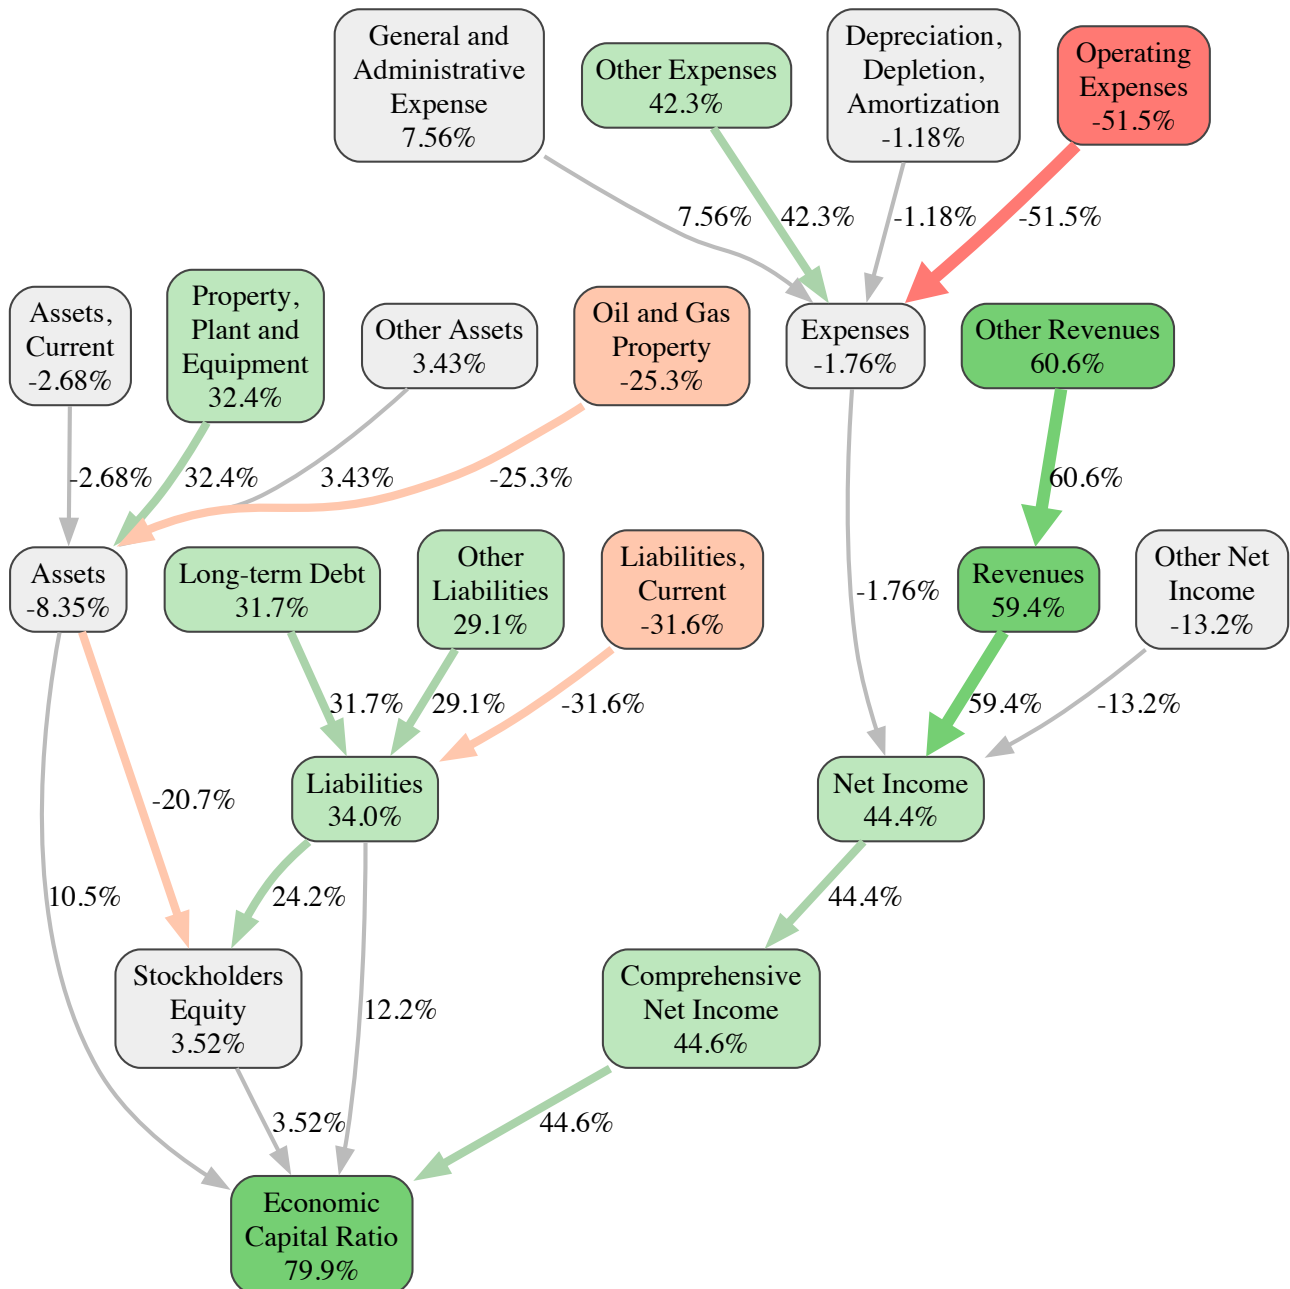 General and
Administrative
Expense
7.56%
Other Expenses
42.3%
Depreciation,
Depletion,
Amortization
-1.18%
Operating
Expenses
-51.5%
7.56%
42.3%
-1.18%
-51.5%
Assets,
Current
-2.68%
Property,
Plant and
Equipment
32.4%
Other Assets
3.43%
Oil and Gas
Property
-25.3%
Expenses
-1.76%
Other Revenues
60.6%
-2.68%
32.4%
3.43%
-25.3%
60.6%
Assets
-8.35%
Long-term Debt
31.7%
Other
Liabilities
29.1%
Liabilities,
Current
-31.6%
-1.76%
Revenues
59.4%
Other Net
Income
-13.2%
31.7%
29.1%
-31.6%
59.4%
-13.2%
-20.7%
Liabilities
34.0%
Net Income
44.4%
10.5%
24.2%
44.4%
Stockholders
Equity
3.52%
12.2%
Comprehensive
Net Income
44.6%
3.52%
44.6%
Economic
Capital Ratio
79.9%